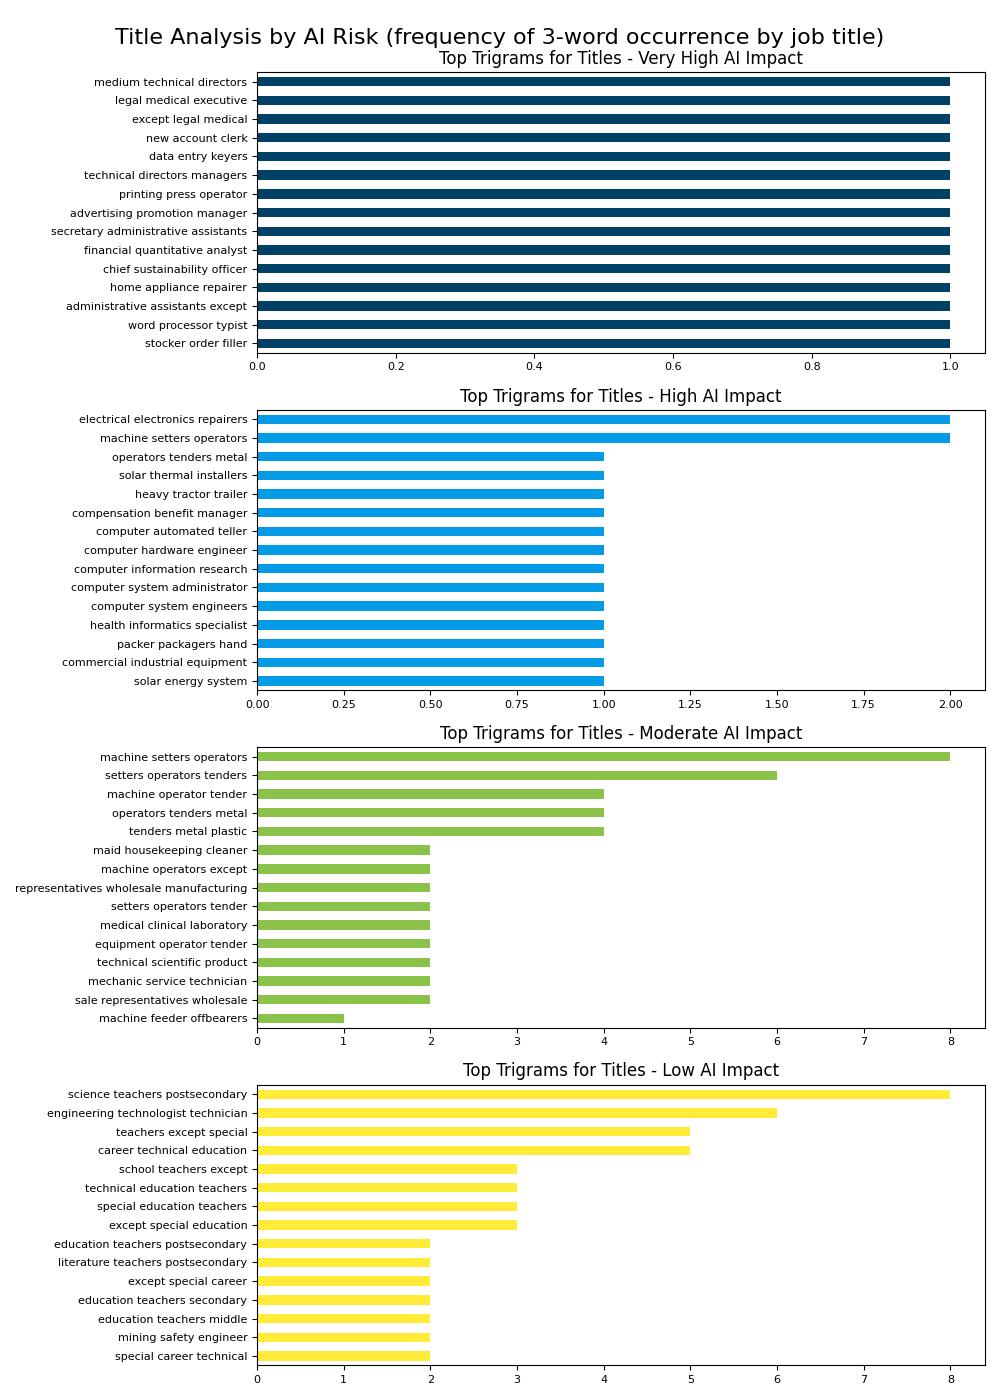 Title Analysis by AI Risk (frequency of 3-word occurrence by job title)
Top Trigrams for Titles - Very High AI Impact
medium technical directors
legal medical executive
except legal medical
new account clerk
data entry keyers
technical directors managers
printing press operator
advertising promotion manager
secretary administrative assistants
financial quantitative analyst
chief sustainability officer
home appliance repairer
administrative assistants except
word processor typist
stocker order filler
0.0 0.2 0.4 0.6 0.8 1.0
Top Trigrams for Titles - High AI Impact
electrical electronics repairers
machine setters operators
operators tenders metal
solar thermal installers
heavy tractor trailer
compensation benefit manager
computer automated teller
computer hardware engineer
computer information research
computer system administrator
computer system engineers
health informatics specialist
packer packagers hand
commercial industrial equipment
solar energy system
0.00 0.25 0.50 0.75 1.00 1.25 1.50 1.75 2.00
Top Trigrams for Titles - Moderate AI Impact
machine setters operators
setters operators tenders
machine operator tender
operators tenders metal
tenders metal plastic
maid housekeeping cleaner
machine operators except
representatives wholesale manufacturing
setters operators tender
medical clinical laboratory
equipment operator tender
technical scientific product
mechanic service technician
sale representatives wholesale
machine feeder offbearers
0 1 2 3 4 5 6 7 8
Top Trigrams for Titles - Low AI Impact
science teachers postsecondary
engineering technologist technician
teachers except special
career technical education
school teachers except
technical education teachers
special education teachers
except special education
education teachers postsecondary
literature teachers postsecondary
except special career
education teachers secondary
education teachers middle
mining safety engineer
special career technical
0 1 2 3 4 5 6 7 8